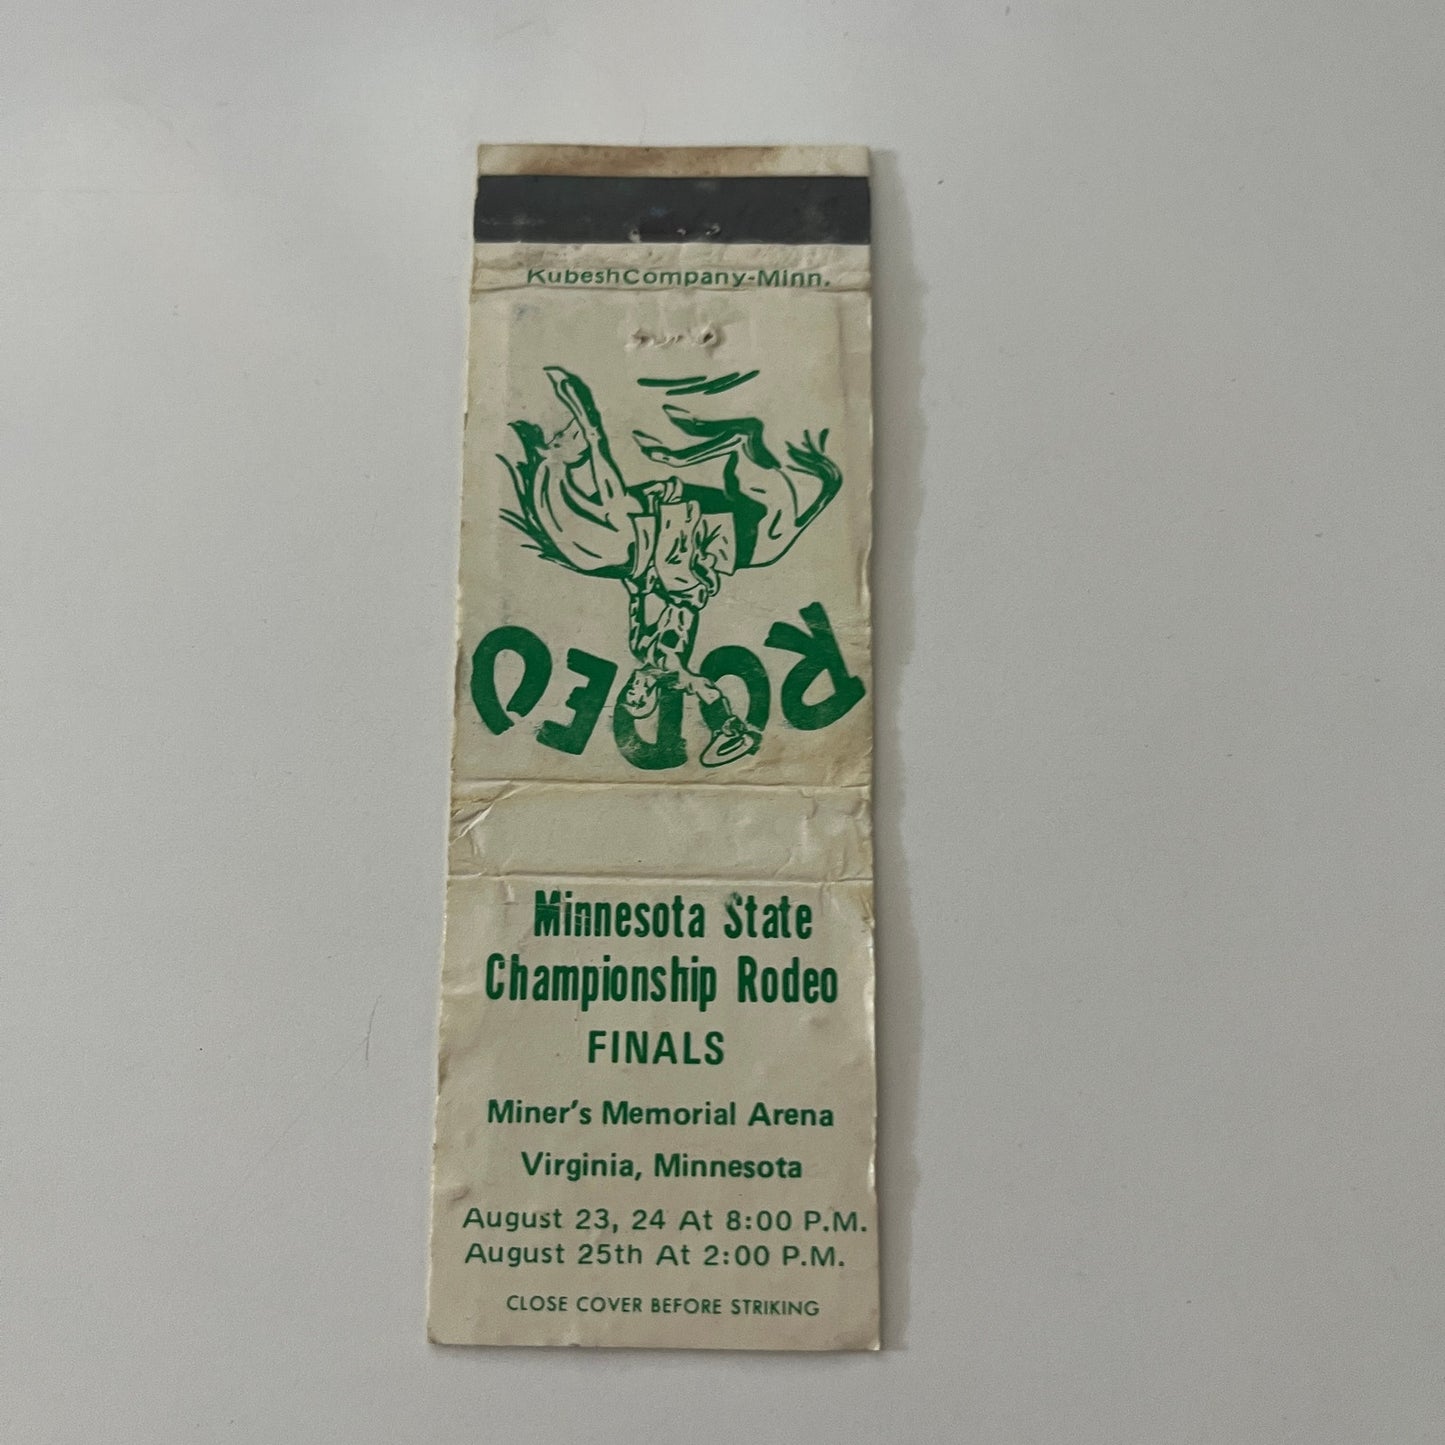 KubeshCompany-Minn.
RODEO
Minnesota State
Championship Rodeo
FINALS
Miner's Memorial Arena
Virginia, Minnesota
August 23, 24 At 8:00 P.M.
August 25th At 2:00 P.M.
CLOSE COVER BEFORE STRIKING